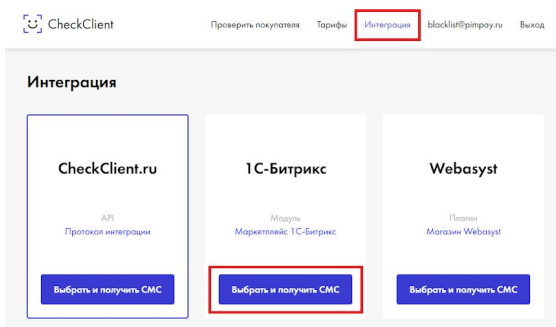 CheckClient
Проверить покупателя Тарифы Интеграция blacklist@pimpay.ru Выход
Интеграция
CheckClient.ru 1С-Битрикс Webasyst
API Модуль Плагин
Протокол интеграции Маркетплейс 1С-Битрикс Магазин Webasyst
Выбрать и получить СМС Выбрать и получить СМС Выбрать и получить СМС